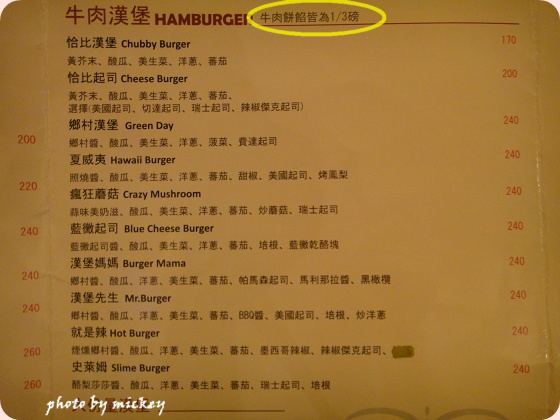 牛肉漢堡 HAMBURGER 牛肉餅餡皆為1/3磅
恰比漢堡 Chubby Burger 170
黃芥末、酸瓜、美生菜、洋蔥、蕃茄
恰比起司 Cheese Burger 200
黃芥末、酸瓜、美生菜、洋蔥、蕃茄、
選擇(美國起司、切達起司、瑞士起司、辣椒傑克起司)
鄉村漢堡 Green Day 240
200
鄉村醬、酸瓜、美生菜、洋蔥、菠菜、費達起司
夏威夷 Hawaii Burger 240
照燒醬、酸瓜、美生菜、洋蔥、蕃茄、甜椒、美國起司、烤鳳梨
220
瘋狂蘑菇 Crazy Mushroom 240
蒜味美奶滋、酸瓜、美生菜、洋蔥、蕃茄、炒蘑菇、瑞士起司
240
藍黴起司 Blue Cheese Burger 240
藍黴起司醬、酸瓜、洋蔥、美生菜、蕃茄、培根、藍黴乾酪塊
漢堡媽媽 Burger Mama 240
240
鄉村醬、酸瓜、洋蔥、美生菜、蕃茄、帕馬森起司、馬利那拉醬、黑橄欖
漢堡先生 Mr.Burger 240
240
鄉村醬、酸瓜、洋蔥、美生菜、蕃茄、BBQ醬、美國起司、培根、炒洋蔥
就是辣 Hot Burger 240
260
煙燻鄉村醬、酸瓜、洋蔥、美生菜、蕃茄、墨西哥辣椒、辣椒傑克起司、
史萊姆 Slime Burger 240
260
酪梨莎莎醬、酸瓜、洋蔥、美生菜、蕃茄、瑞士起司、培根
photo by mickey